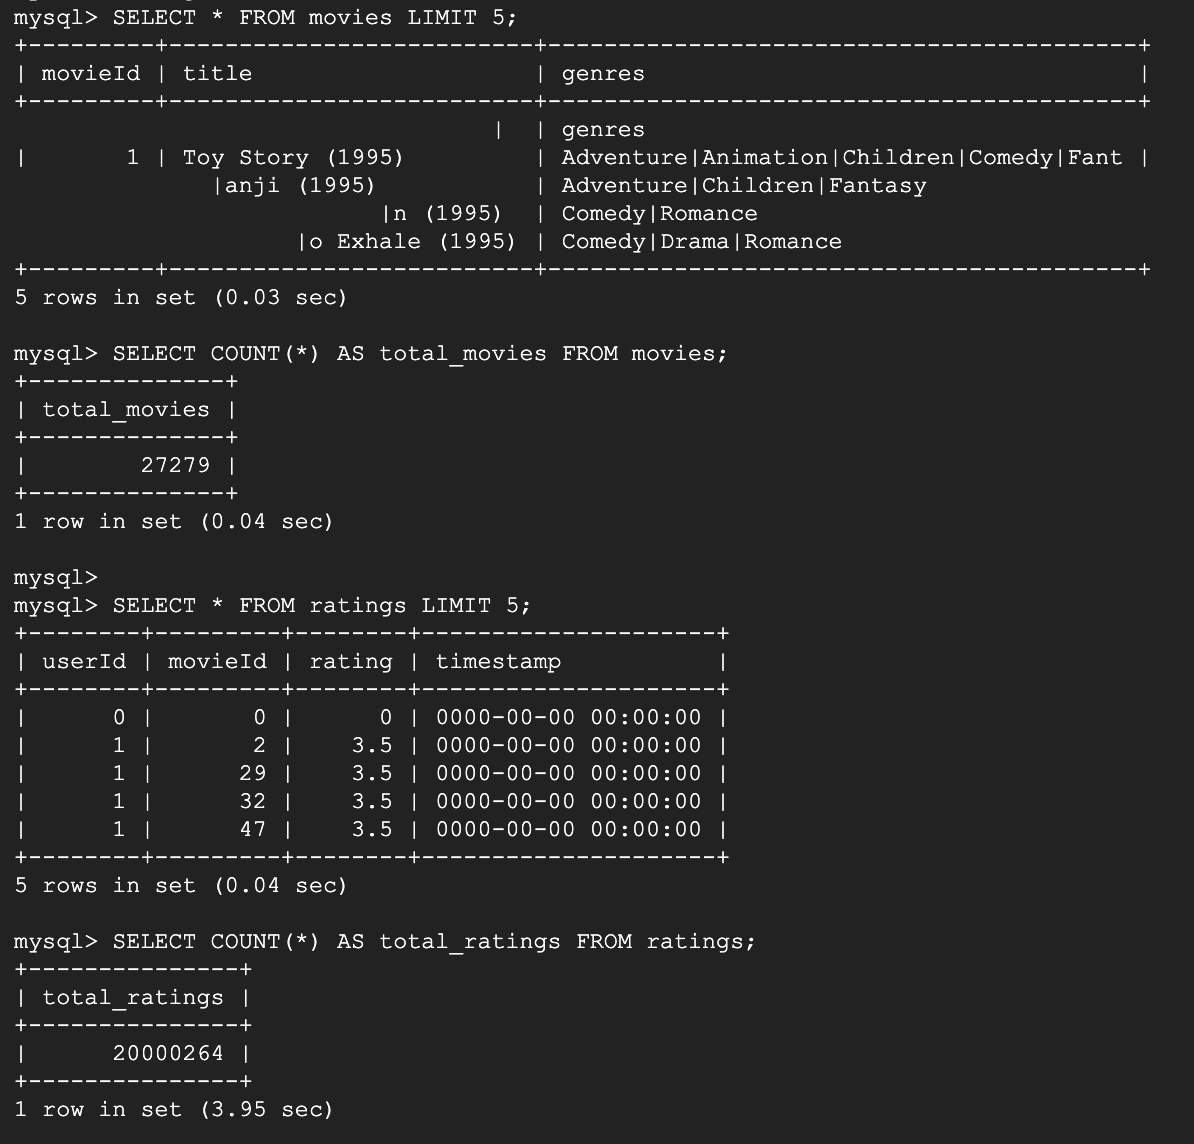 mysql> SELECT * FROM movies LIMIT 5;
+---------+--------------------------+------------------------------------------+
| movieId | title                    | genres                                   |
+---------+--------------------------+------------------------------------------+
                                  |  | genres
|       1 | Toy Story (1995)         | Adventure|Animation|Children|Comedy|Fant |
              |anji (1995)           | Adventure|Children|Fantasy
                          |n (1995)  | Comedy|Romance
                    |o Exhale (1995) | Comedy|Drama|Romance
+---------+--------------------------+------------------------------------------+
5 rows in set (0.03 sec)

mysql> SELECT COUNT(*) AS total_movies FROM movies;
+--------------+
| total_movies |
+--------------+
|        27279 |
+--------------+
1 row in set (0.04 sec)

mysql>
mysql> SELECT * FROM ratings LIMIT 5;
+--------+---------+--------+---------------------+
| userId | movieId | rating | timestamp           |
+--------+---------+--------+---------------------+
|      0 |       0 |      0 | 0000-00-00 00:00:00 |
|      1 |       2 |    3.5 | 0000-00-00 00:00:00 |
|      1 |      29 |    3.5 | 0000-00-00 00:00:00 |
|      1 |      32 |    3.5 | 0000-00-00 00:00:00 |
|      1 |      47 |    3.5 | 0000-00-00 00:00:00 |
+--------+---------+--------+---------------------+
5 rows in set (0.04 sec)

mysql> SELECT COUNT(*) AS total_ratings FROM ratings;
+---------------+
| total_ratings |
+---------------+
|      20000264 |
+---------------+
1 row in set (3.95 sec)